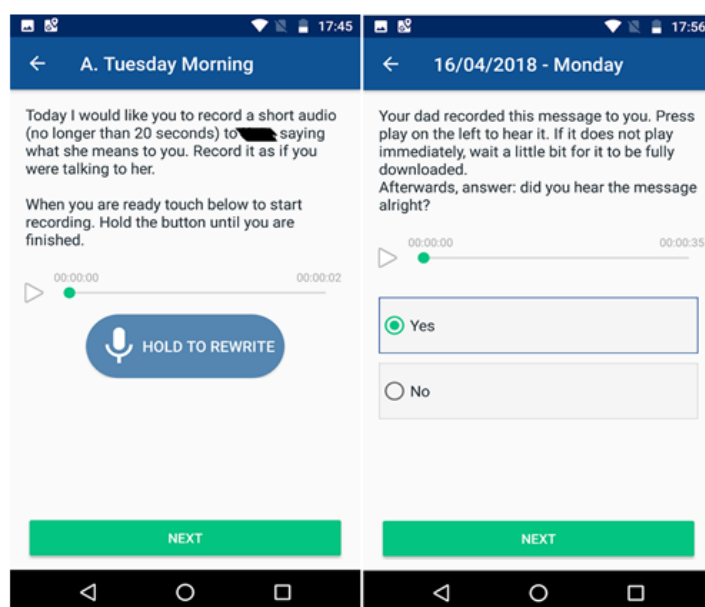 17:45
A. Tuesday Morning
Today I would like you to record a short audio
(no longer than 20 seconds) to saying
what she means to you. Record it as if you
were talking to her.
When you are ready touch below to start
recording. Hold the button until you are
finished.
00:00:00 00:00:02
HOLD TO REWRITE
NEXT
17:56
16/04/2018 - Monday
Your dad recorded this message to you. Press
play on the left to hear it. If it does not play
immediately, wait a little bit for it to be fully
downloaded.
Afterwards, answer: did you hear the message
alright?
00:00:00 00:00:35
Yes
No
NEXT